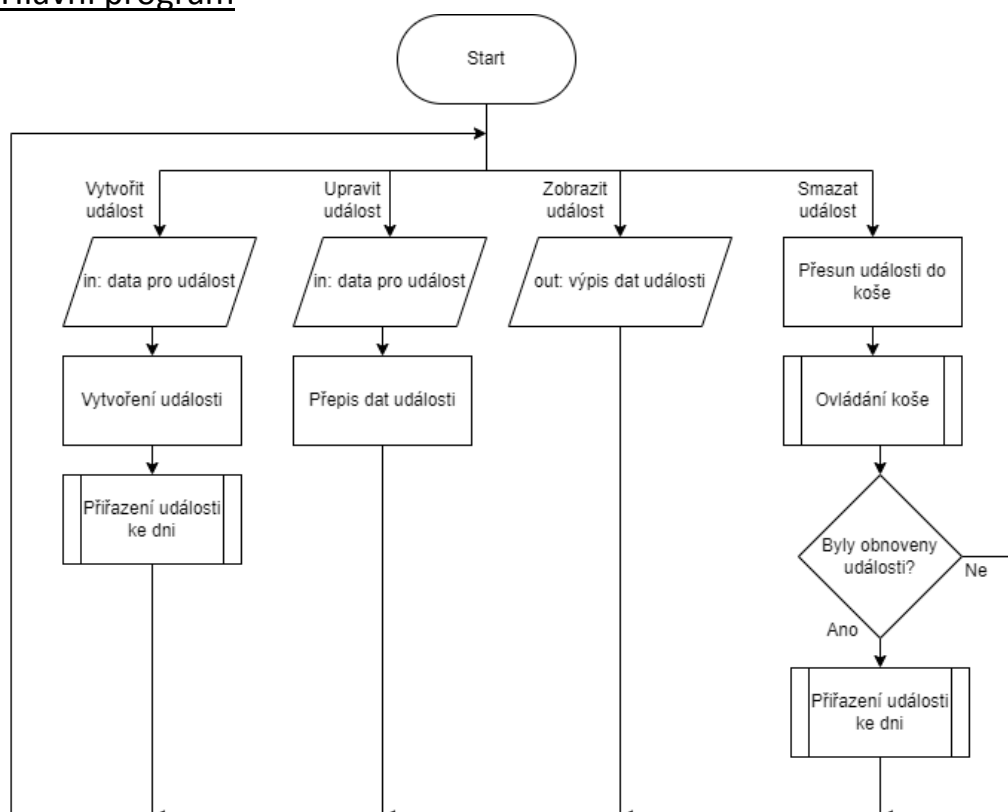 Hlavní program
Start
Vytvořit
událost
Upravit
událost
Zobrazit
událost
Smazat
událost
in: data pro událost
in: data pro událost
out: výpis dat události
Přesun události do
koše
Vytvoření události
Přepis dat události
Ovládání koše
Přiřazení události
ke dni
Byly obnoveny
události?
Ne
Ano
Přiřazení události
ke dni